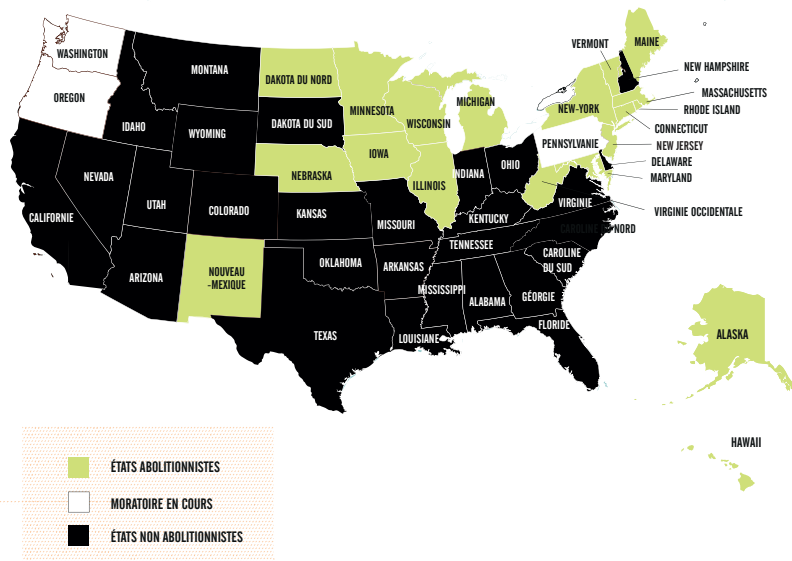 WASHINGTON
OREGON
MONTANA
IDAHO
WYOMING
NEVADA
UTAH
COLORADO
CALIFORNIE
ARIZONA
NOUVEAU
-MEXIQUE
DAKOTA DU NORD
DAKOTA DU SUD
NEBRASKA
KANSAS
OKLAHOMA
TEXAS
MINNESOTA
IOWA
MISSOURI
ARKANSAS
LOUISIANE
WISCONSIN
ILLINOIS
MICHIGAN
INDIANA
OHIO
KENTUCKY
TENNESSEE
MISSISSIPPI
ALABAMA
GÉORGIE
FLORIDE
CAROLINE
DU SUD
CAROLINE DU NORD
VIRGINIE
PENNSYLVANIE
NEW-YORK
VERMONT
MAINE
NEW HAMPSHIRE
MASSACHUSETTS
RHODE ISLAND
CONNECTICUT
NEW JERSEY
DELAWARE
MARYLAND
VIRGINIE OCCIDENTALE
ALASKA
HAWAII
ÉTATS ABOLITIONNISTES
MORATOIRE EN COURS
ÉTATS NON ABOLITIONNISTES